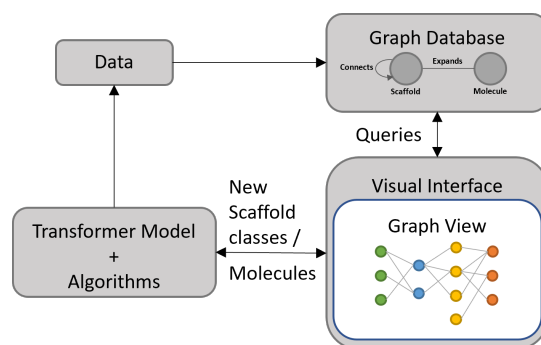 Data
Graph Database
Connects
Expands
Scaffold
Molecule
Queries
Visual Interface
Graph View
New
Scaffold
classes /
Molecules
Transformer Model
+
Algorithms